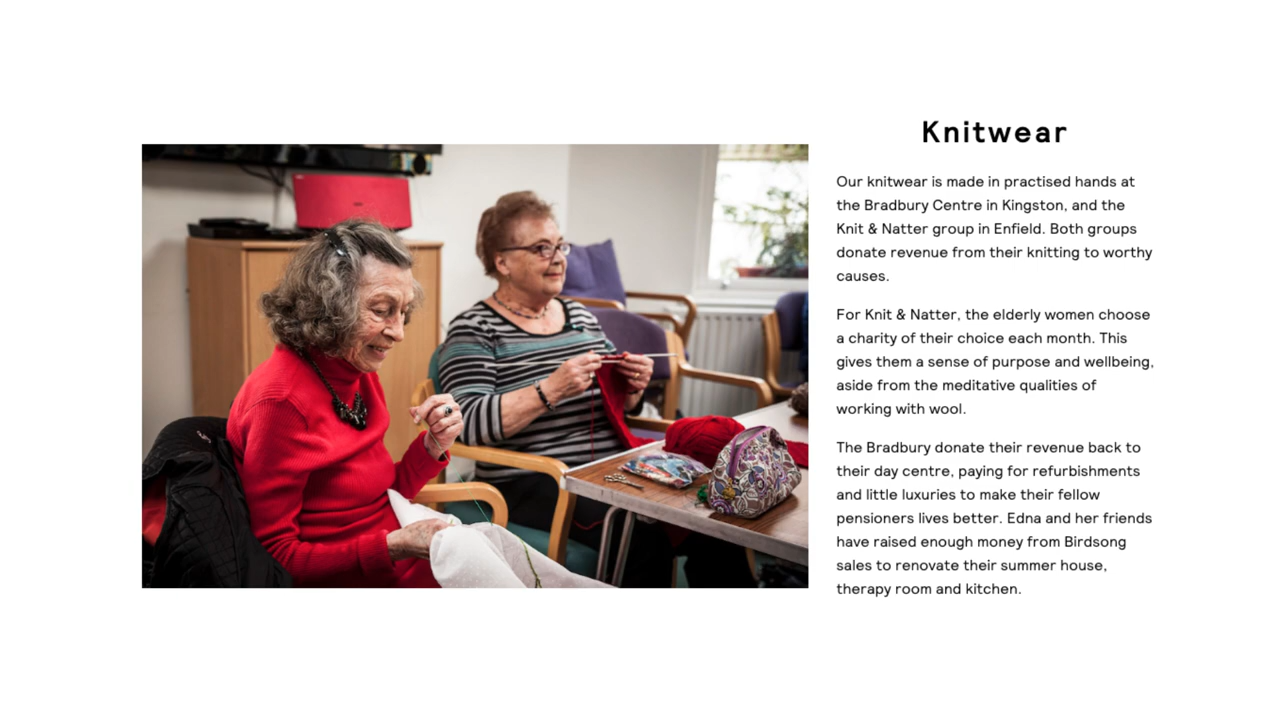 Knitwear
Our knitwear is made in practised hands at
the Bradbury Centre in Kingston, and the
Knit & Natter group in Enfield. Both groups
donate revenue from their knitting to worthy
causes.
For Knit & Natter, the elderly women choose
a charity of their choice each month. This
gives them a sense of purpose and wellbeing,
aside from the meditative qualities of
working with wool.
The Bradbury donate their revenue back to
their day centre, paying for refurbishments
and little luxuries to make their fellow
pensioners lives better. Edna and her friends
have raised enough money from Birdsong
sales to renovate their summer house,
therapy room and kitchen.